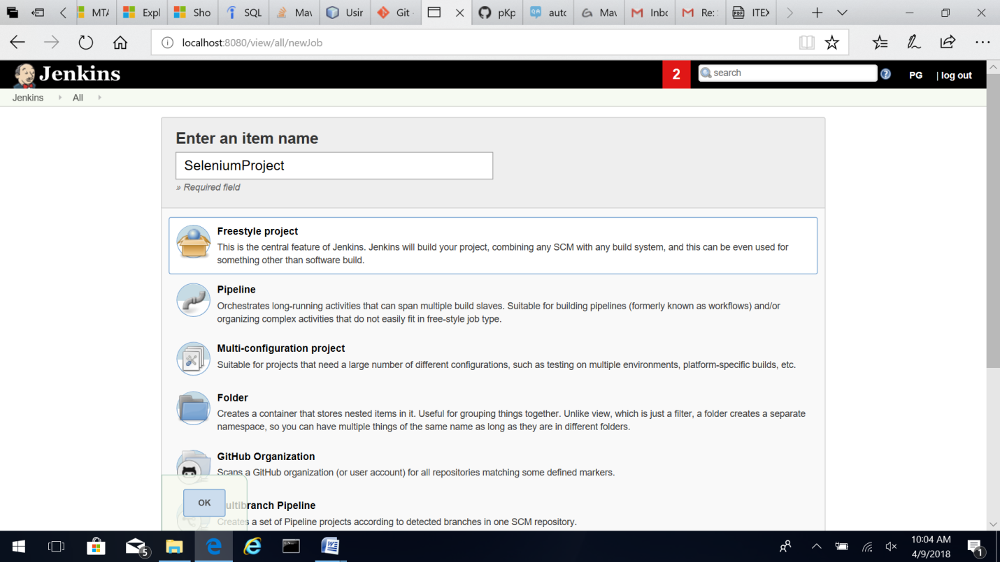 MTA
Expl
Sho
SQL
Mav
Usin
Git
pKp
auto
Mav
Inbo
Re:
ITEX
localhost:8080/view/all/newJob
Jenkins
2
search
PG
| log out
Jenkins
All
Enter an item name
SeleniumProject
» Required field
Freestyle project
This is the central feature of Jenkins. Jenkins will build your project, combining any SCM with any build system, and this can be even used for
something other than software build.
Pipeline
Orchestrates long-running activities that can span multiple build slaves. Suitable for building pipelines (formerly known as workflows) and/or
organizing complex activities that do not easily fit in free-style job type.
Multi-configuration project
Suitable for projects that need a large number of different configurations, such as testing on multiple environments, platform-specific builds, etc.
Folder
Creates a container that stores nested items in it. Useful for grouping things together. Unlike view, which is just a filter, a folder creates a separate
namespace, so you can have multiple things of the same name as long as they are in different folders.
GitHub Organization
Scans a GitHub organization (or user account) for all repositories matching some defined markers.
OK
Multibranch Pipeline
Creates a set of Pipeline projects according to detected branches in one SCM repository.
5
10:04 AM
4/9/2018
1